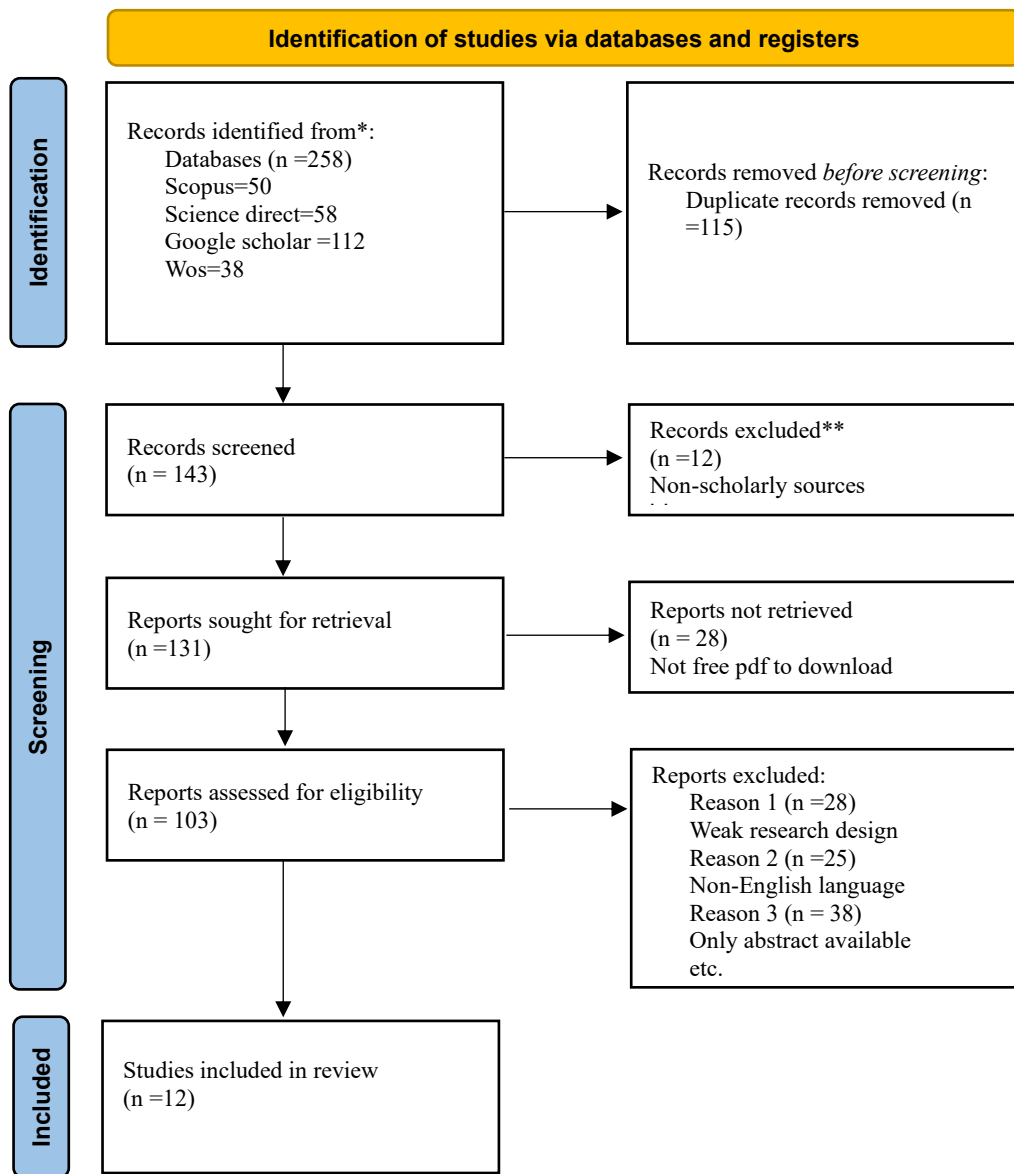 Identification of studies via databases and registers
Identification
Records identified from*:
Databases (n =258)
Scopus=50
Science direct=58
Google scholar =112
Wos=38
Records removed before screening:
Duplicate records removed (n
=115)
Screening
Records screened
(n = 143)
Records excluded**
(n =12)
Non-scholarly sources
Reports sought for retrieval
(n =131)
Reports not retrieved
(n = 28)
Not free pdf to download
Reports assessed for eligibility
(n = 103)
Reports excluded:
Reason 1 (n =28)
Weak research design
Reason 2 (n =25)
Non-English language
Reason 3 (n = 38)
Only abstract available
etc.
Included
Studies included in review
(n =12)